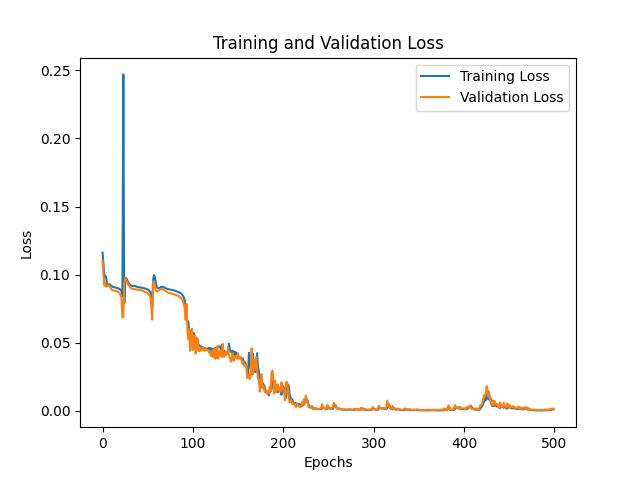 Training and Validation Loss
Training Loss
Validation Loss
Loss
0.25
0.20
0.15
0.10
0.05
0.00
0 100 200 300 400 500
Epochs